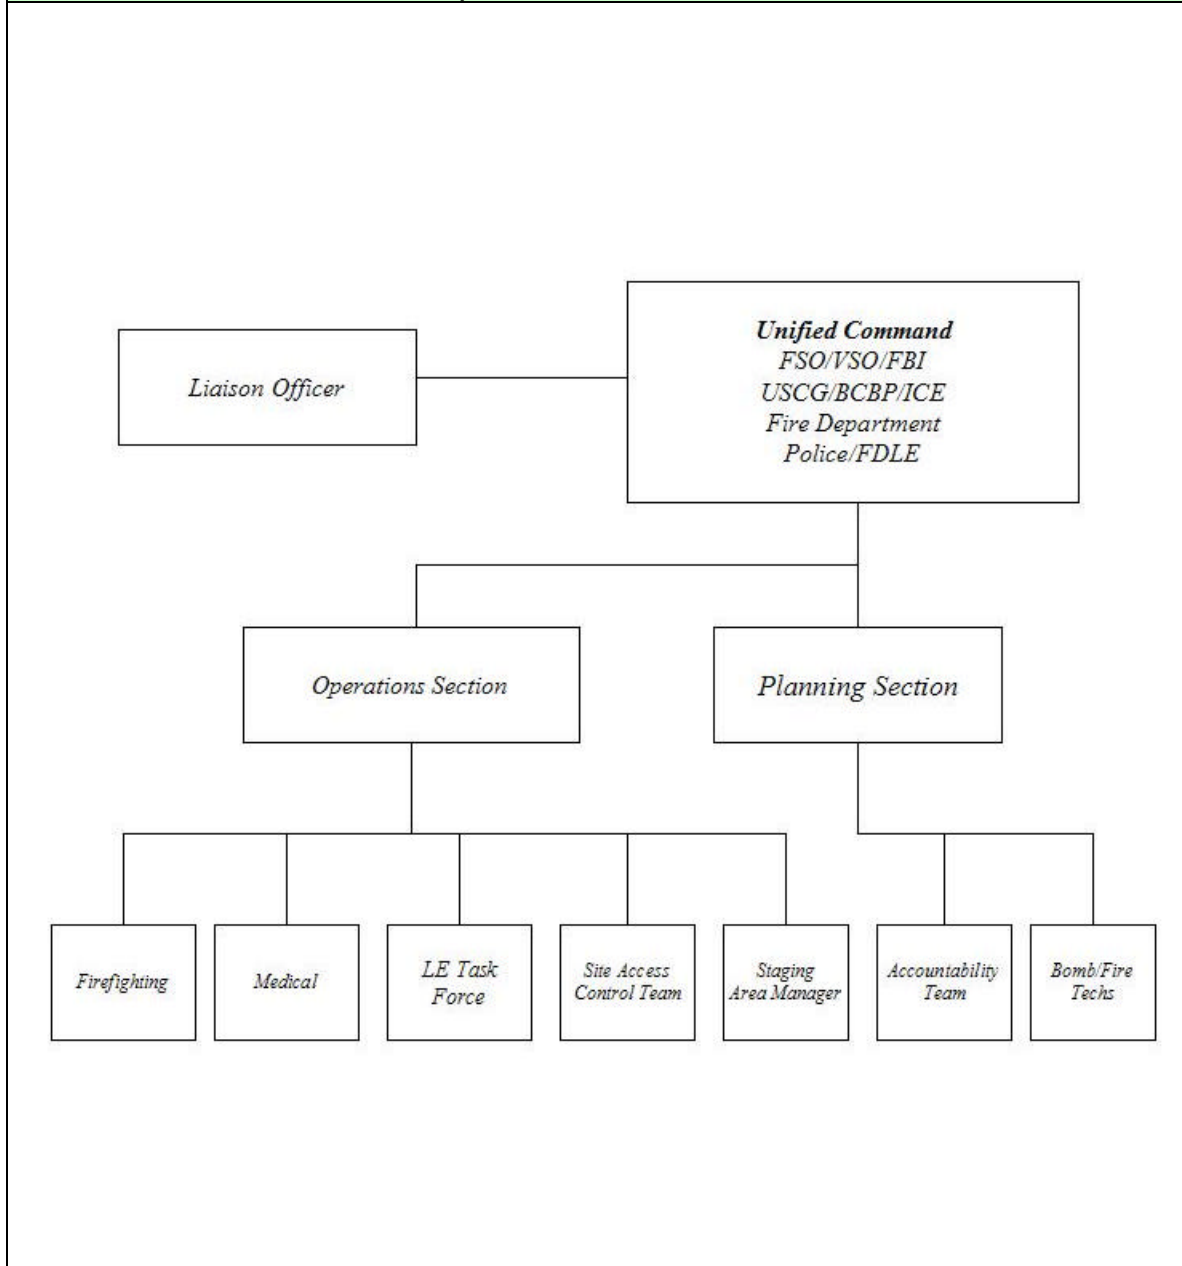 Liaison Officer
Unified Command
FSO/VSO/FBI
USCG/BCBP/ICE
Fire Department
Police/FDLE
Operations Section
Planning Section
Firefighting
Medical
LE Task
Force
Site Access
Control Team
Staging
Area Manager
Accountability
Team
Bomb/Fire
Techs